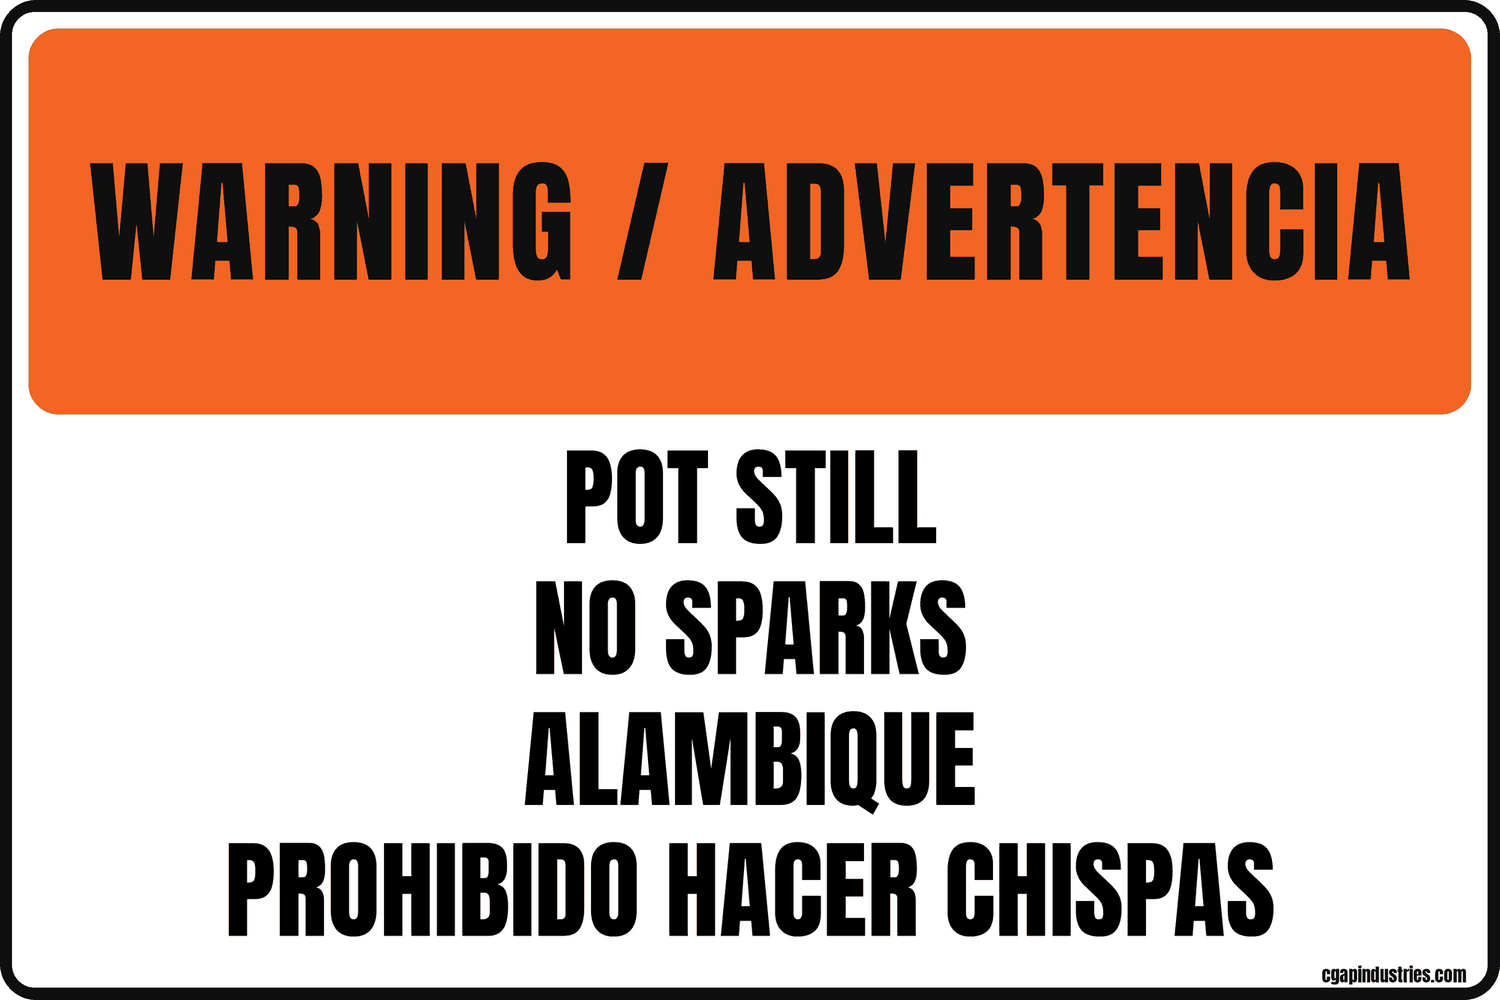 WARNING / ADVERTENCIA
POT STILL
NO SPARKS
ALAMBIQUE
PROHIBIDO HACER CHISPAS
cgapindustries.com